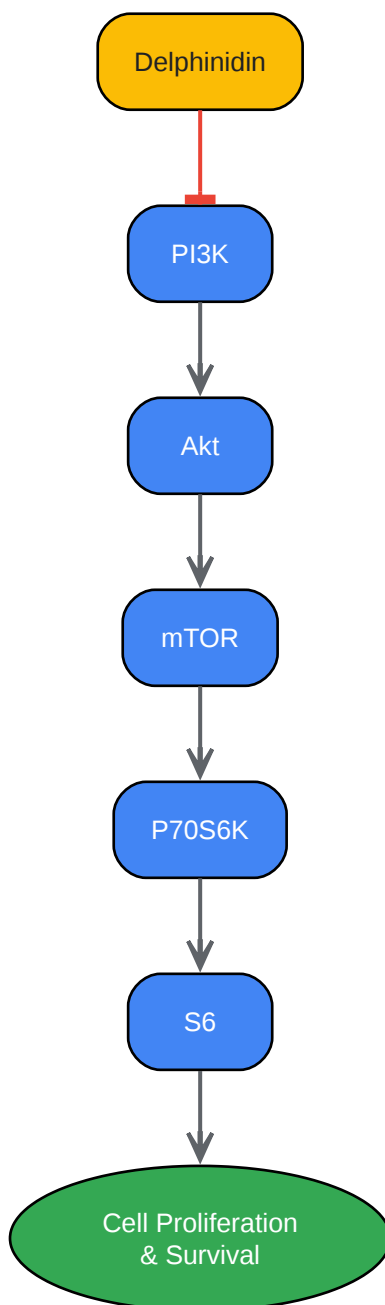 Delphinidin
PI3K
Akt
mTOR
P70S6K
S6
Cell Proliferation
& Survival